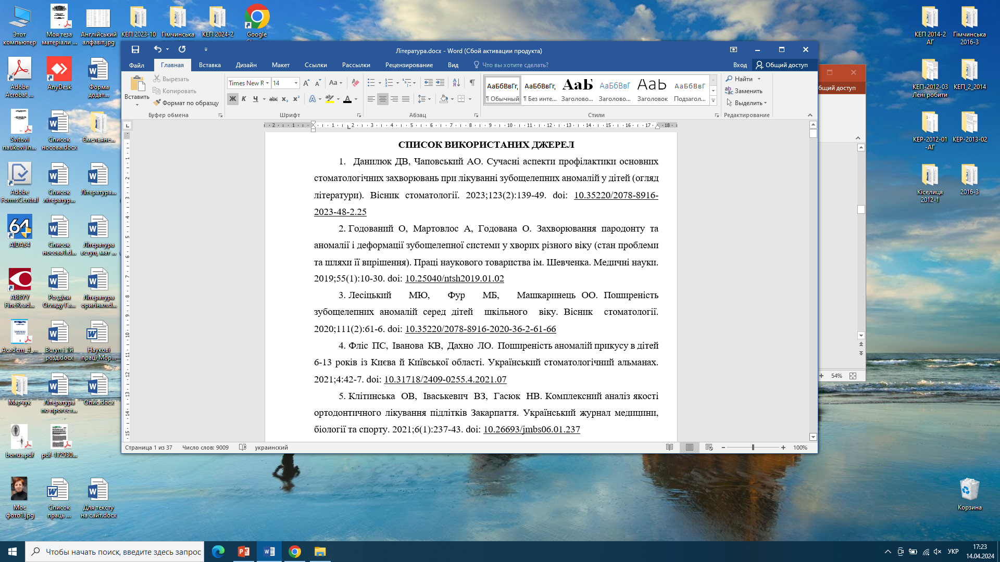 Этот компьютер
Моя теза матеріали ...
Англійський алфавіт.jpg
КЕП 2023-10
Гімчинська
КЕП 2024-2
Google
КЕП 2014-2 АГ
Гімчинська 2016-3
Adobe Acrobat ...
AnyDesk
Форма додат...
КЕП-2012-03 Лені робити
КЕП_2_2014
Svitovi naukovi in...
Список носова.docx
Ємельяне...
КЕР-2012-01 -АГ
КЕР-2013-02
Adobe FormsCentral
Список літератур...
Література...
Кіселиця 2012-1
2016-3
64
AIDA64
Список носова1.d...
Література вступ, мат ...
ABBYY FineRead...
Розділи Огляду Га...
Література оригінал.d...
Academ_4_...
Вступ і 1й розд.docx
Наукові праці Мор...
Марчук
Література по прогест...
Опис.docx
bonus.pdf
pdf-172930...
Моє фото1.jpg
Список праць ...
Для тексту на сайт.docx
Корзина
Література.docx - Word (Сбой активации продукта)
Файл
Главная
Вставка
Дизайн
Макет
Ссылки
Рассылки
Рецензирование
Вид
Что вы хотите сделать?
Вход
Общий доступ
Вставить
Вырезать
Копировать
Формат по образцу
Буфер обмена
Times New R
14
Шрифт
Абзац
АаБбВвГг,
¶ Обычный
АаБбВвГг,
¶ Без инте...
АаБ
Заголово...
АаБбВвГ
Заголово...
АаЬ
Заголовок
АаБбВвГ
Подзагол...
Стили
Найти
Заменить
Выделить
Редактирование
бщий доступ
СПИСОК ВИКОРИСТАНИХ ДЖЕРЕЛ
1. Данилюк ДВ, Чаповський АО. Сучасні аспекти профілактики основних
стоматологічних захворювань при лікуванні зубощелепних аномалій у дітей (огляд
літератури). Вісник стоматології. 2023;123(2):139-49. doi: 10.35220/2078-8916-
2023-48-2.25
2. Годований О, Мартовлос А, Годована О. Захворювання пародонту та
аномалії і деформації зубощелепної системи у хворих різного віку (стан проблеми
та шляхи її вирішення). Праці наукового товариства ім. Шевченка. Медичні науки.
2019;55(1):10-30. doi: 10.25040/ntsh2019.01.02
3. Лесіцький МЮ, Фур МБ, Машкаринець ОО. Поширеність
зубощелепних аномалій серед дітей шкільного віку. Вісник стоматології.
2020;111(2):61-6. doi: 10.35220/2078-8916-2020-36-2-61-66
4. Фліс ПС, Іванова КВ, Дахно ЛО. Поширеність аномалій прикусу в дітей
6-13 років із Києва й Київської області. Український стоматологічний альманах.
2021;4:42-7. doi: 10.31718/2409-0255.4.2021.07
5. Клітинська ОВ, Іваськевич ВЗ, Гасюк НВ. Комплексний аналіз якості
ортодонтичного лікування підлітків Закарпаття. Український журнал медицини,
біології та спорту. 2021;6(1):237-43. doi: 10.26693/jmbs06.01.237
Страница 1 из 37
Число слов: 9009
украинский
100%
54%
Чтобы начать поиск, введите здесь запрос
УКР
17:23
14.04.2024